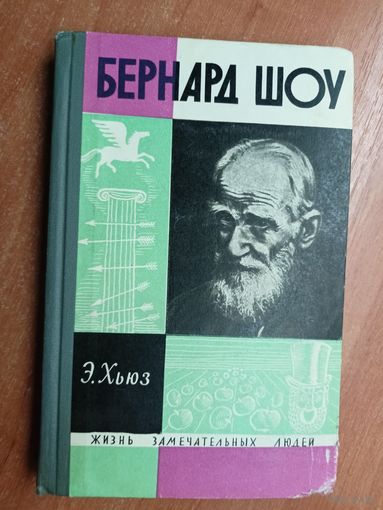 БЕРНАРД ШОУ
Э. Хьюз
ЖИЗНЬ ЗАМЕЧАТЕЛЬНЫХ ЛЮДЕЙ